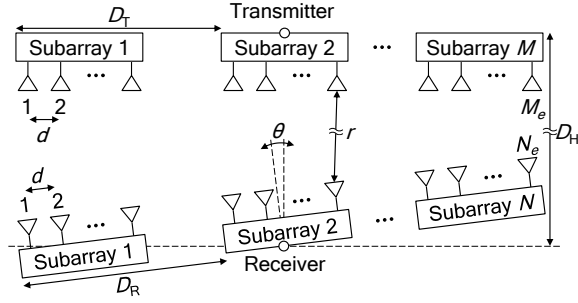 D_T
Transmitter
Subarray 1
Subarray 2
...
Subarray M
1
2
...
...
...
M_e
d
θ
r
D_H
d
N_e
1
2
...
...
...
...
Subarray 1
Subarray 2
Subarray N
D_R
Receiver